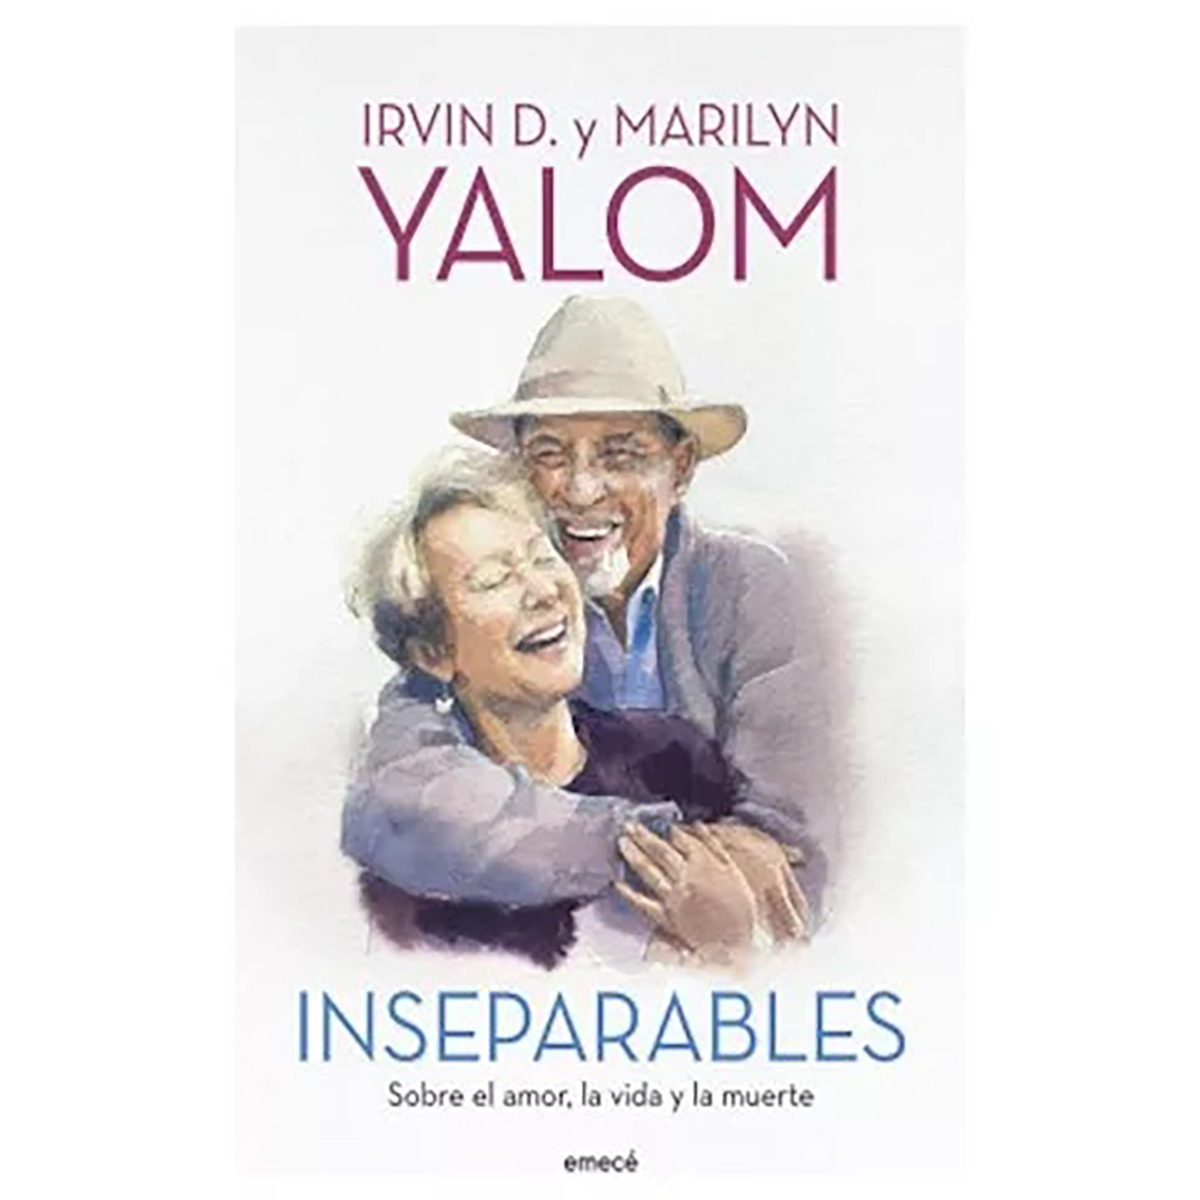 IRVIN D. y MARILYN
YALOM
INSEPARABLES
Sobre el amor, la vida y la muerte
emecé